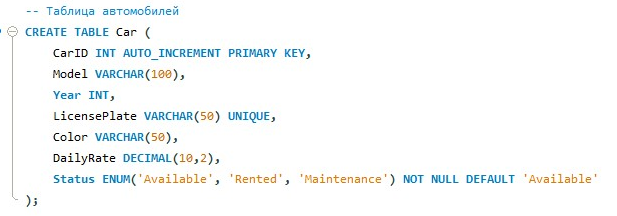 -- Таблица автомобилей
CREATE TABLE Car (
CarID INT AUTO_INCREMENT PRIMARY KEY,
Model VARCHAR(100),
Year INT,
LicensePlate VARCHAR(50) UNIQUE,
Color VARCHAR(50),
DailyRate DECIMAL(10,2),
Status ENUM('Available', 'Rented', 'Maintenance') NOT NULL DEFAULT 'Available'
);